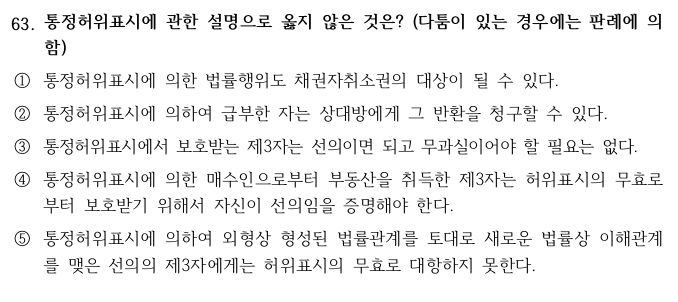 63. 통정허위표시에 관한 설명으로 옳지 않은 것은? (다툼이 있는 경우에는 판례에 의
함)
① 통정허위표시에 의한 법률행위도 채권자취소권의 대상이 될 수 있다.
② 통정허위표시에 의하여 급부한 자는 상대방에게 그 반환을 청구할 수 있다.
③ 통정허위표시에서 보호받는 제3자는 선의이면 되고 무과실이어야 할 필요는 없다.
④ 통정허위표시에 의한 매수인으로부터 부동산을 취득한 제3자는 허위표시의 무효로
부터 보호받기 위해서 자신이 선의임을 증명해야 한다.
⑤ 통정허위표시에 의하여 외형상 형성된 법률관계를 토대로 새로운 법률상 이해관계
를 맺은 선의의 제3자에게는 허위표시의 무효로 대항하지 못한다.